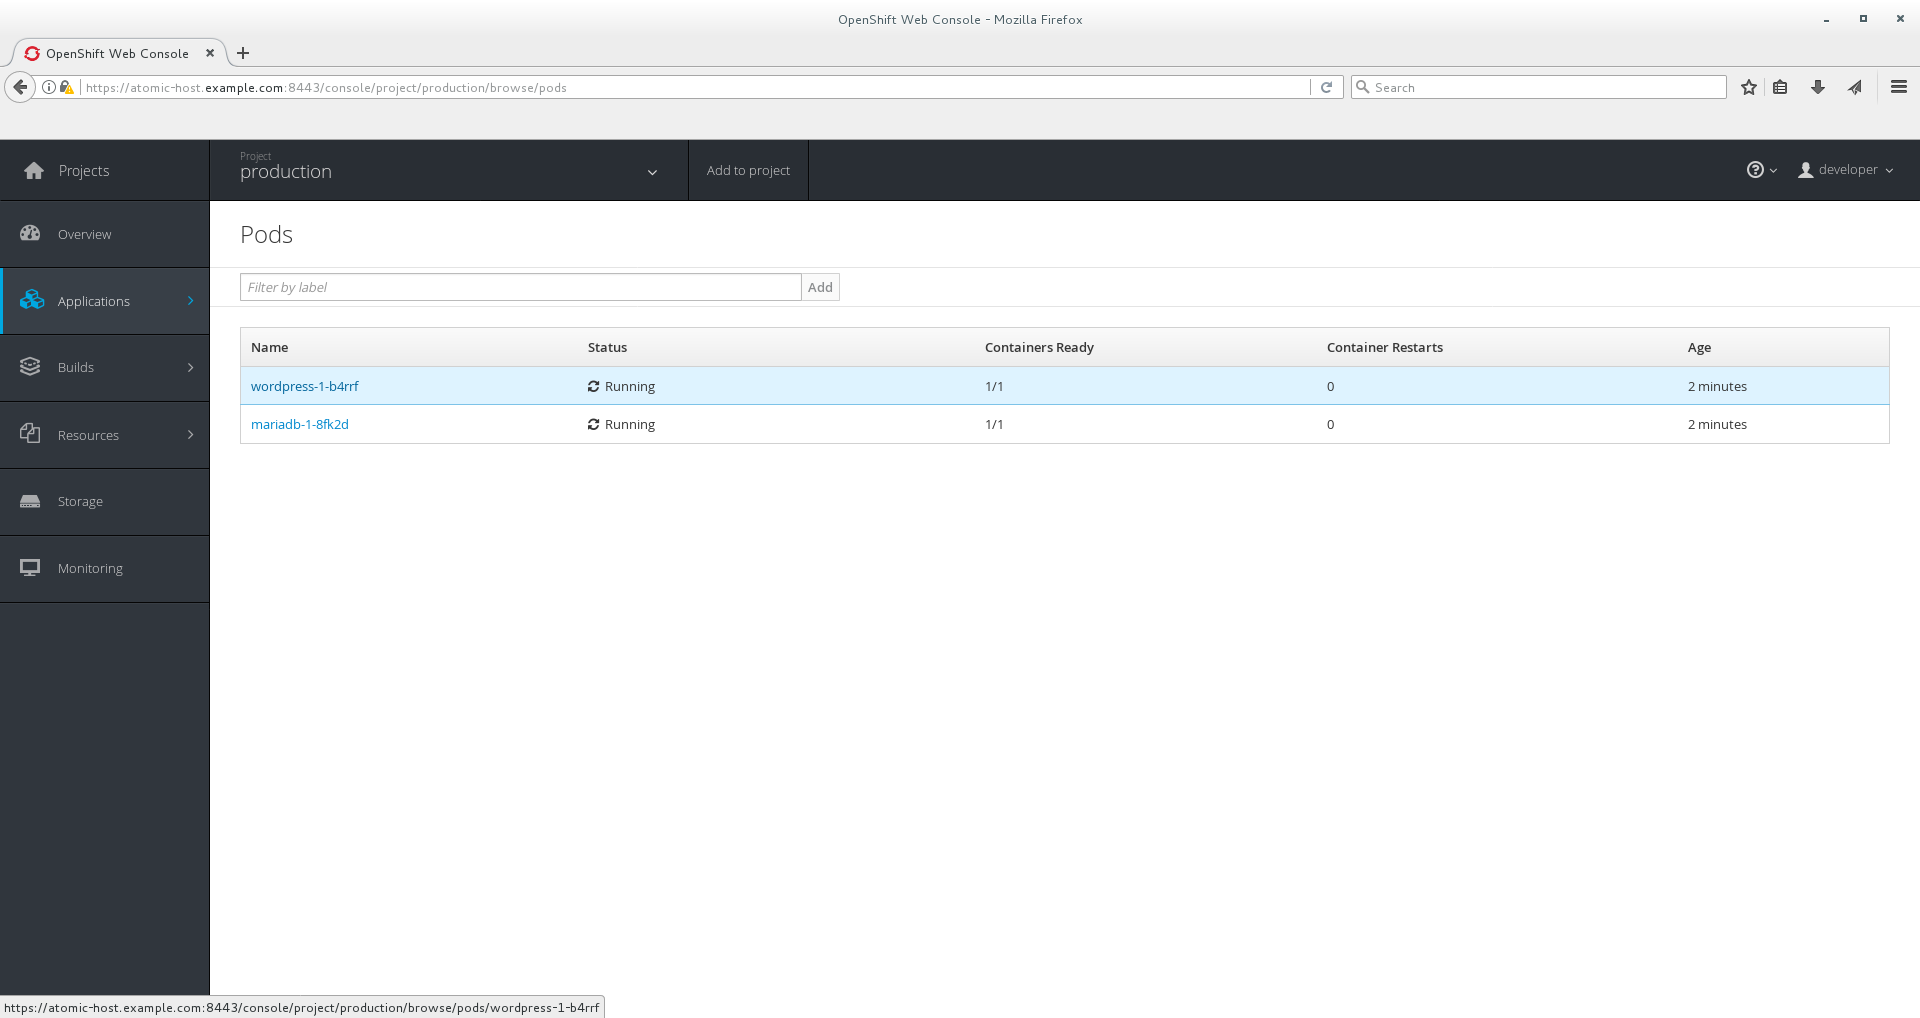 OpenShift Web Console - Mozilla Firefox
OpenShift Web Console
https://atomic-host.example.com:8443/console/project/production/browse/pods
Search
Projects
Project
production
Add to project
developer
Overview
Applications
Builds
Resources
Storage
Monitoring
Pods
Filter by label
Add
Name Status Containers Ready Container Restarts Age
wordpress-1-b4rrf Running 1/1 0 2 minutes
mariadb-1-8fk2d Running 1/1 0 2 minutes
https://atomic-host.example.com:8443/console/project/production/browse/pods/wordpress-1-b4rrf